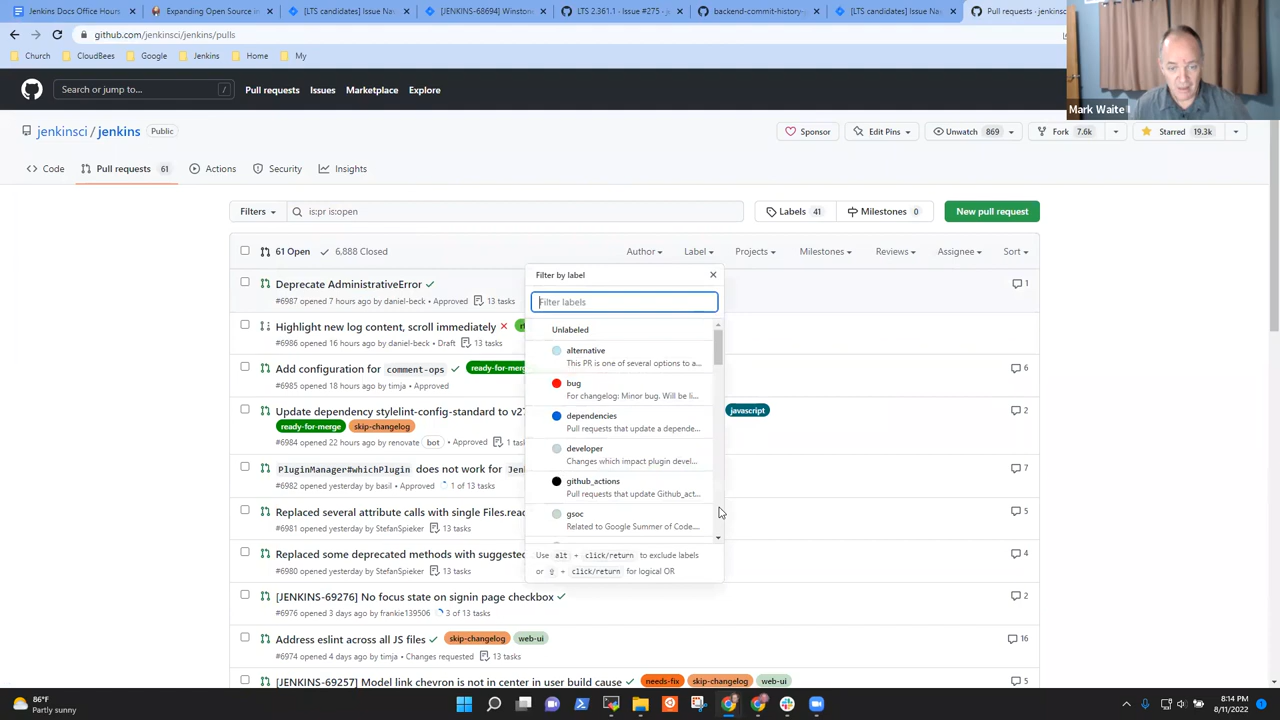 Jenkins Docs Office Hours
Expanding Open Source in
[LTS candidates] Issue Nav
[JENKINS-68694] Winstone
LTS 2.361.1 - Issue #275 - je
backend-commit-history-
[LTS candidates] Issue Nav
Pull requests · jenkinsc
github.com/jenkinsci/jenkins/pulls
Church
CloudBees
Google
Jenkins
Home
My
Mark Waite
Search or jump to...
/
Pull requests
Issues
Marketplace
Explore
jenkinsci / jenkins
Public
Sponsor
Edit Pins
Unwatch 869
Fork 7.6k
Starred 19.3k
Code
Pull requests 61
Actions
Security
Insights
Filters
is:pr is:open
Labels 41
Milestones 0
New pull request
61 Open
6,888 Closed
Author
Label
Projects
Milestones
Reviews
Assignee
Sort
Filter by label
Filter labels
Unlabeled
alternative
This PR is one of several options to a...
bug
For changelog: Minor bug. Will be li...
dependencies
Pull requests that update a depende...
developer
Changes which impact plugin devel...
github_actions
Pull requests that update Github_act...
gsoc
Related to Google Summer of Code....
Use alt + click/return to exclude labels
or ⇧ + click/return for logical OR
Deprecate AdministrativeError
1
#6987 opened 7 hours ago by daniel-beck • Approved 13 tasks
Highlight new log content, scroll immediately
#6986 opened 16 hours ago by daniel-beck • Draft 13 tasks
Add configuration for comment-ops
ready-for-merge
6
#6985 opened 18 hours ago by timja • Approved
Update dependency stylelint-config-standard to v27
javascript
2
ready-for-merge
skip-changelog
#6984 opened 22 hours ago by renovate bot • Approved 1 tas
PluginManager#whichPlugin does not work for Jen
7
#6982 opened yesterday by basil • Approved 1 of 13 tasks
Replaced several attribute calls with single Files.rea
5
#6981 opened yesterday by StefanSpieker 13 tasks
Replaced some deprecated methods with suggeste
4
#6980 opened yesterday by StefanSpieker 13 tasks
[JENKINS-69276] No focus state on signin page checkbox
2
#6976 opened 3 days ago by frankie139506 3 of 13 tasks
Address eslint across all JS files
skip-changelog
web-ui
16
#6974 opened 4 days ago by timja • Changes requested 13 tasks
[JENKINS-69257] Model link chevron is not in center in user build cause
needs-fix
skip-changelog
web-ui
5
86°F
Partly sunny
8:14 PM
8/11/2022